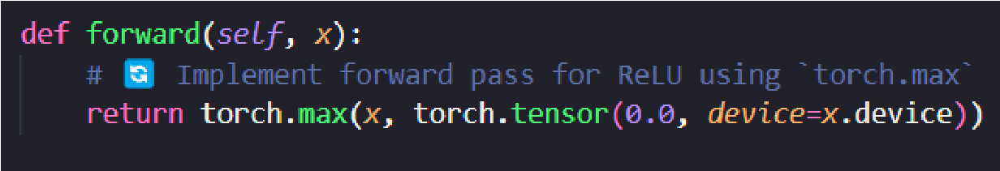 def forward(self, x):
# 🔄 Implement forward pass for ReLU using `torch.max`
return torch.max(x, torch.tensor(0.0, device=x.device))